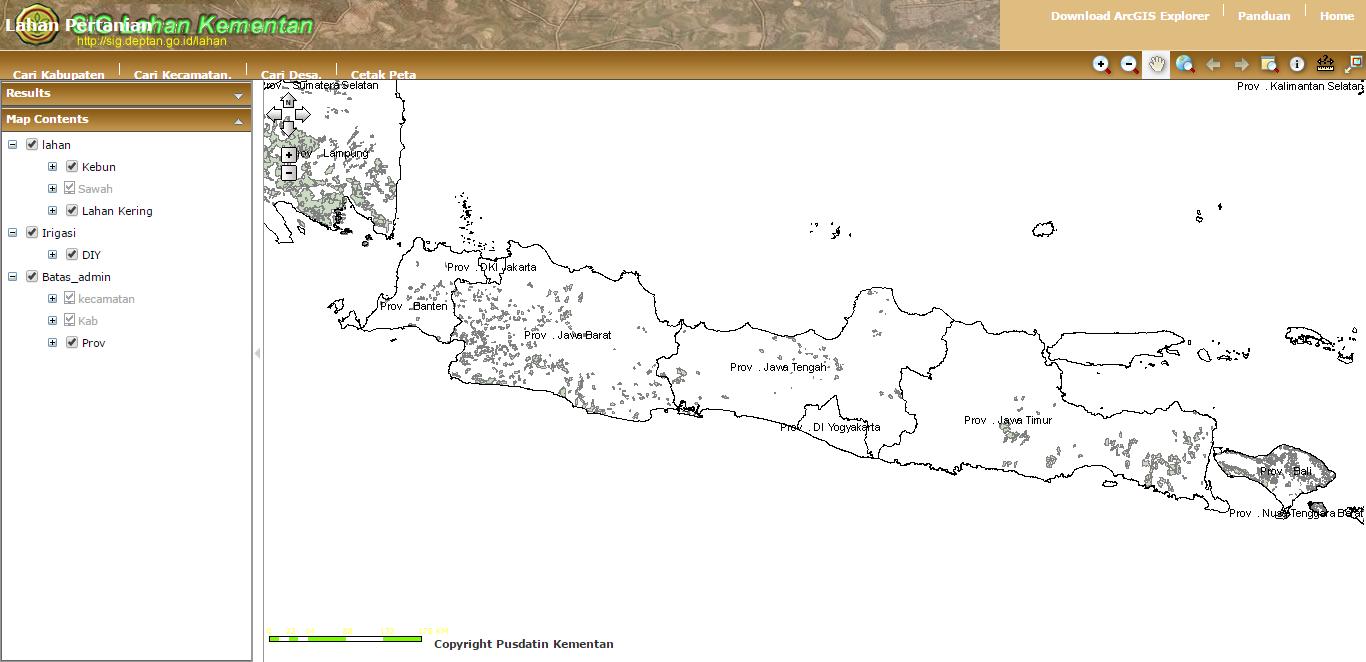 Lahan Pertanian
SIG Lahan Kementan
http://sig.deptan.go.id/lahan
Download ArcGIS Explorer
Panduan
Home
Cari Kabupaten
Cari Kecamatan.
Cari Desa.
Cetak Peta
Results
Map Contents
lahan
Kebun
Sawah
Lahan Kering
Irigasi
DIY
Batas_admin
kecamatan
Kab
Prov
Sumatera Selatan
Prov . Kalimantan Selatan
N
Lampung
Prov . DKI Jakarta
Prov . Banten
Prov . Jawa Barat
Prov . Jawa Tengah
Prov . DI Yogyakarta
Prov . Jawa Timur
Prov . Bali
Prov . Nusa Tenggara Barat
Copyright Pusdatin Kementan